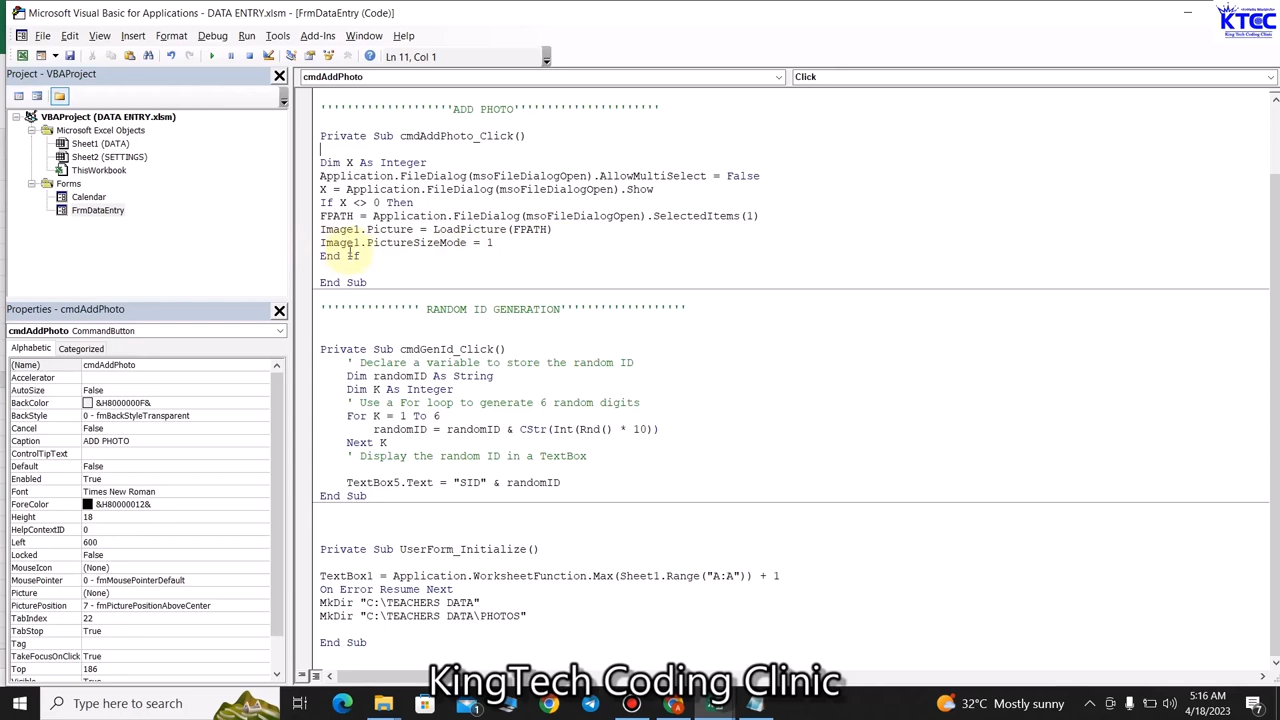 Microsoft Visual Basic for Applications - DATA ENTRY.xlsm - [FrmDataEntry (Code)]
KTCC
King Tech Coding Clinic
File Edit View Insert Format Debug Run Tools Add-Ins Window Help
Ln 11, Col 1
Project - VBAProject
cmdAddPhoto
Click
VBAProject (DATA ENTRY.xlsm)
Microsoft Excel Objects
Sheet1 (DATA)
Sheet2 (SETTINGS)
ThisWorkbook
Forms
Calendar
FrmDataEntry
Properties - cmdAddPhoto
cmdAddPhoto CommandButton
Alphabetic Categorized
(Name) cmdAddPhoto
Accelerator
AutoSize False
BackColor &H8000000F&
BackStyle 0 - fmBackStyleTransparent
Cancel False
Caption ADD PHOTO
ControlTipText
Default False
Enabled True
Font Times New Roman
ForeColor &H80000012&
Height 18
HelpContextID 0
Left 600
Locked False
MouseIcon (None)
MousePointer 0 - fmMousePointerDefault
Picture (None)
PicturePosition 7 - fmPicturePositionAboveCenter
TabIndex 22
TabStop True
Tag
TakeFocusOnClick True
Top 186
''''''''''''''''''''ADD PHOTO''''''''''''''''''''''
Private Sub cmdAddPhoto_Click()
Dim X As Integer
Application.FileDialog(msoFileDialogOpen).AllowMultiSelect = False
X = Application.FileDialog(msoFileDialogOpen).Show
If X <> 0 Then
FPATH = Application.FileDialog(msoFileDialogOpen).SelectedItems(1)
Image1.Picture = LoadPicture(FPATH)
Image1.PictureSizeMode = 1
End If
End Sub
''''''''''''''' RANDOM ID GENERATION'''''''''''''''''''
Private Sub cmdGenId_Click()
' Declare a variable to store the random ID
Dim randomID As String
Dim K As Integer
' Use a For loop to generate 6 random digits
For K = 1 To 6
randomID = randomID & CStr(Int(Rnd() * 10))
Next K
' Display the random ID in a TextBox
TextBox5.Text = "SID" & randomID
End Sub
Private Sub UserForm_Initialize()
TextBox1 = Application.WorksheetFunction.Max(Sheet1.Range("A:A")) + 1
On Error Resume Next
MkDir "C:\TEACHERS DATA"
MkDir "C:\TEACHERS DATA\PHOTOS"
End Sub
KingTech Coding Clinic
Type here to search
32°C Mostly sunny
5:16 AM
4/18/2023
7